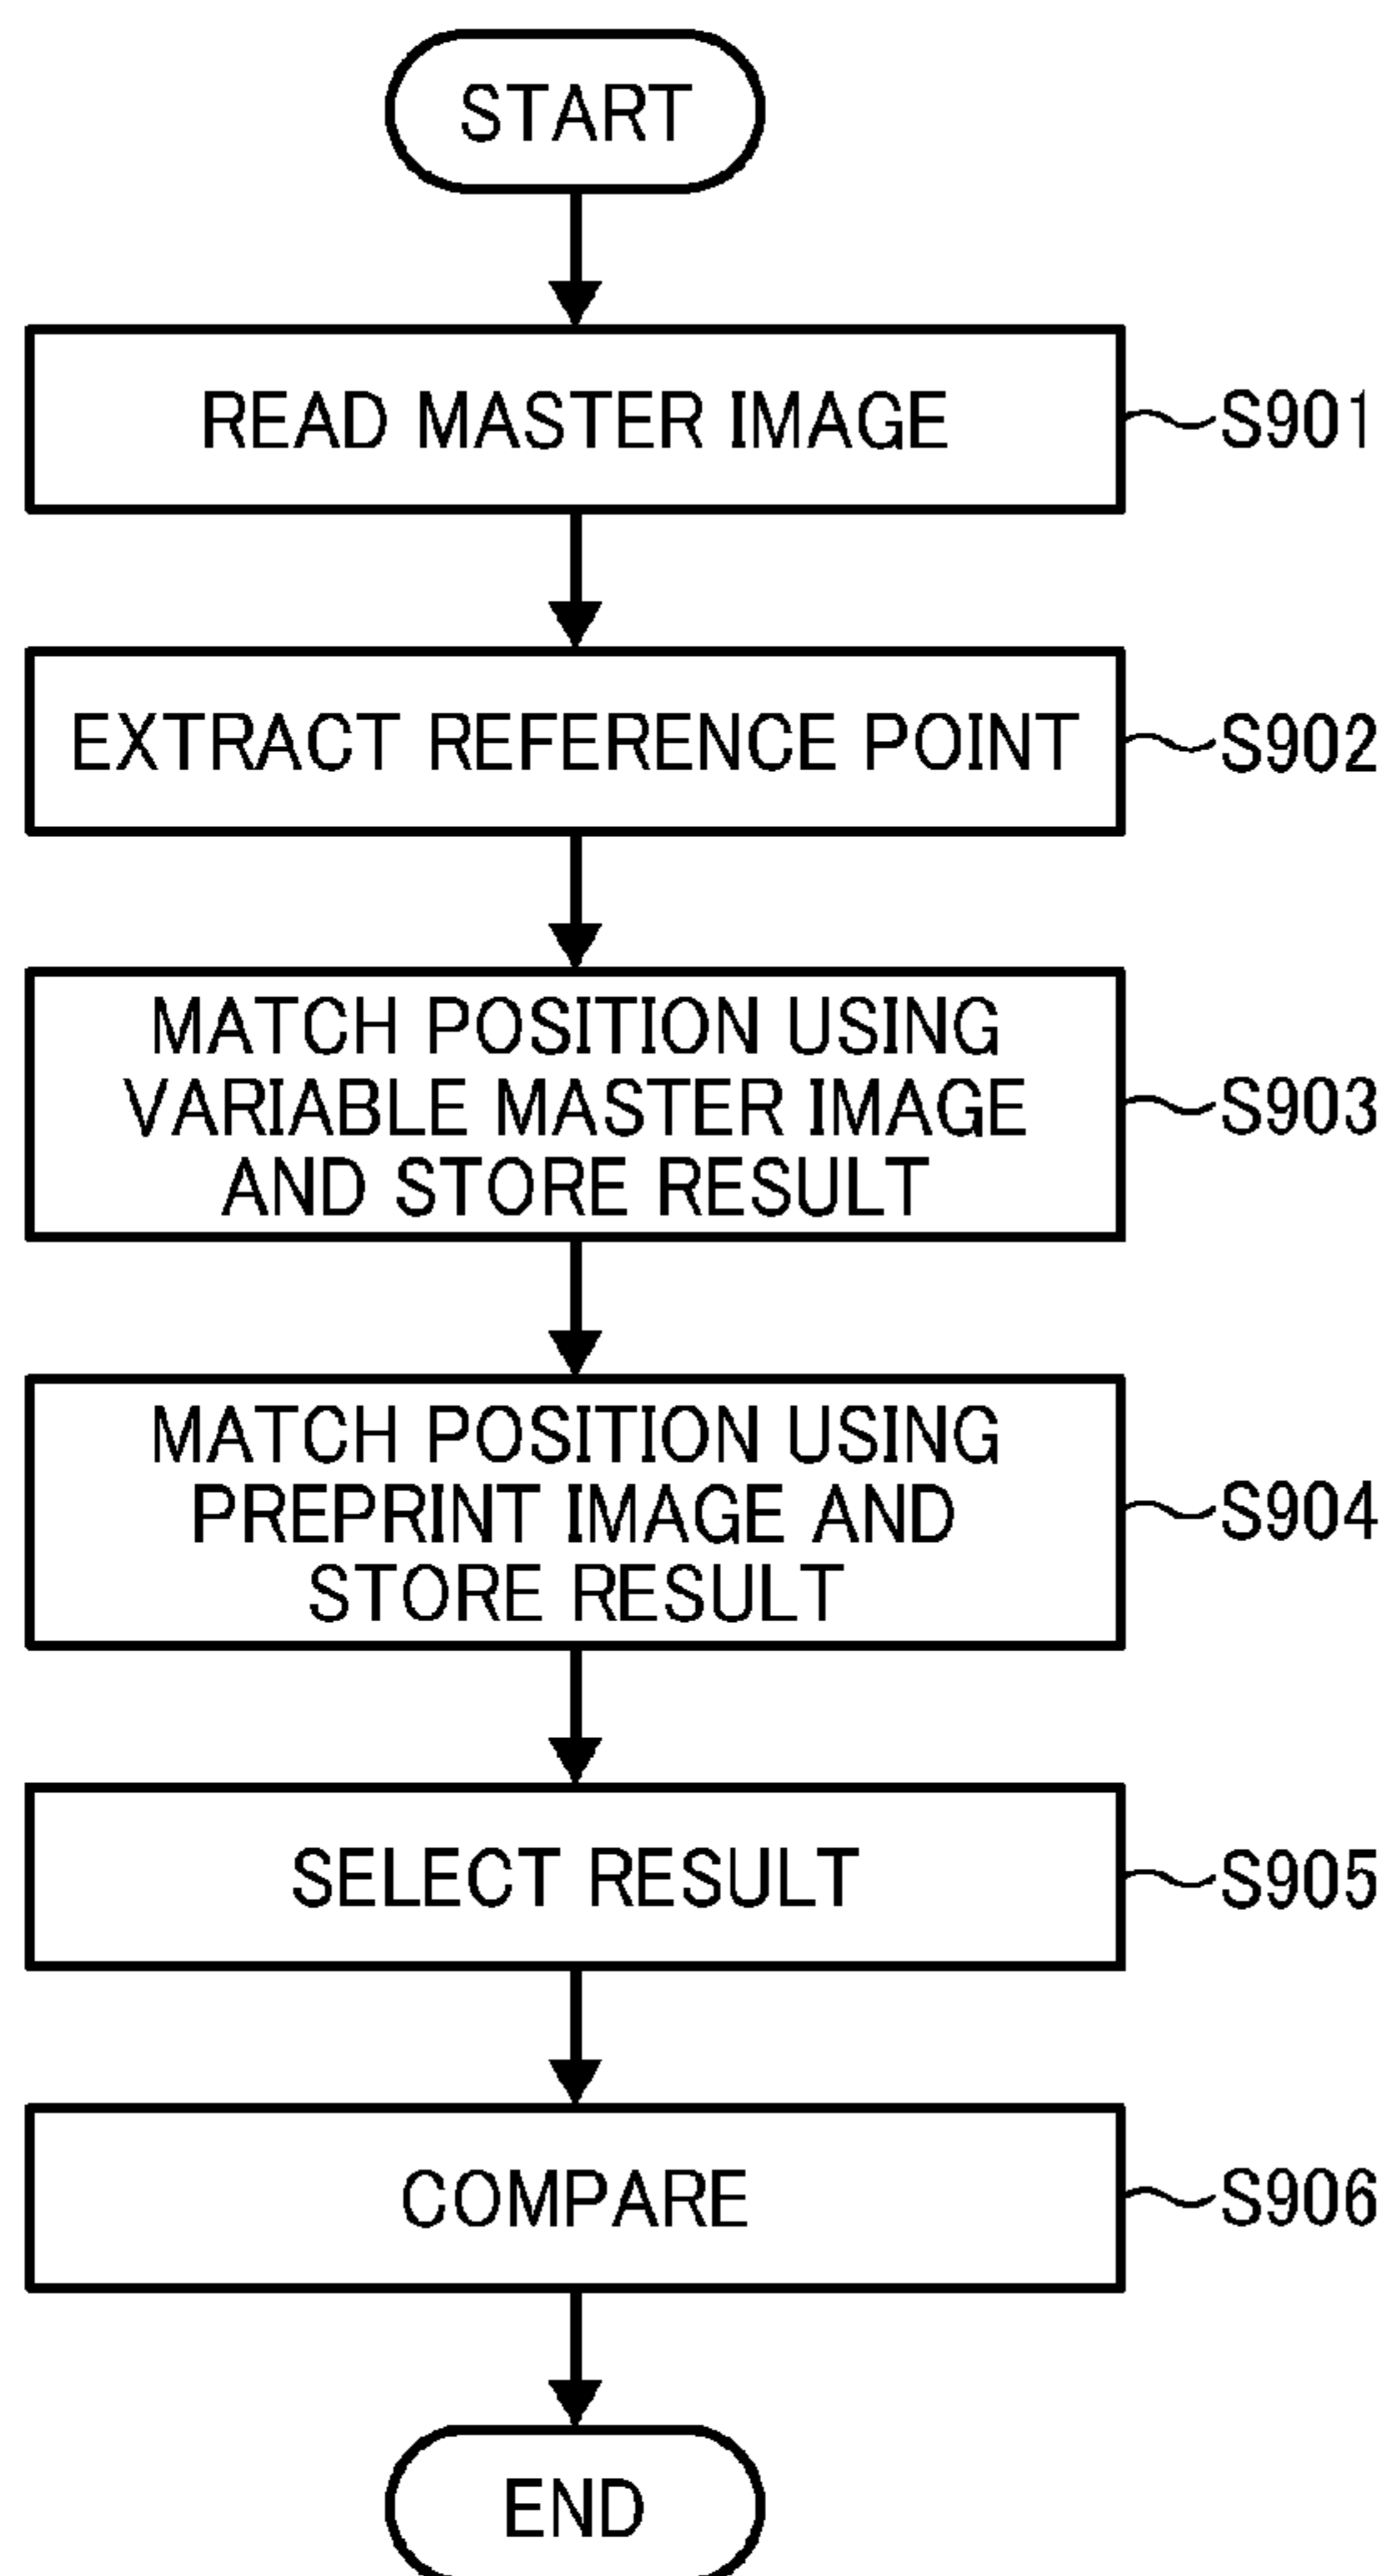 START
READ MASTER IMAGE
S901
EXTRACT REFERENCE POINT
S902
MATCH POSITION USING
VARIABLE MASTER IMAGE
AND STORE RESULT
S903
MATCH POSITION USING
PREPRINT IMAGE AND
STORE RESULT
S904
SELECT RESULT
S905
COMPARE
S906
END